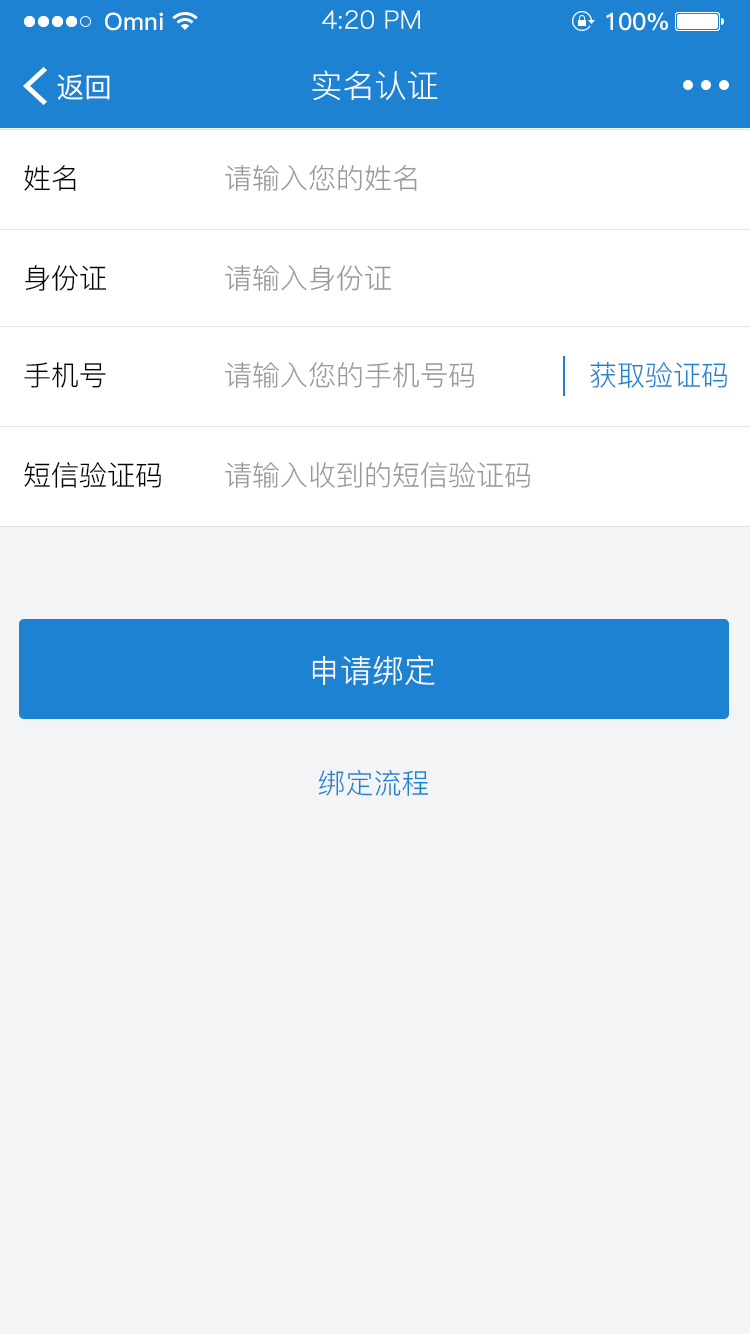 Omni 4:20 PM 100%
返回 实名认证
姓名 请输入您的姓名
身份证 请输入身份证
手机号 请输入您的手机号码 获取验证码
短信验证码 请输入收到的短信验证码
申请绑定
绑定流程